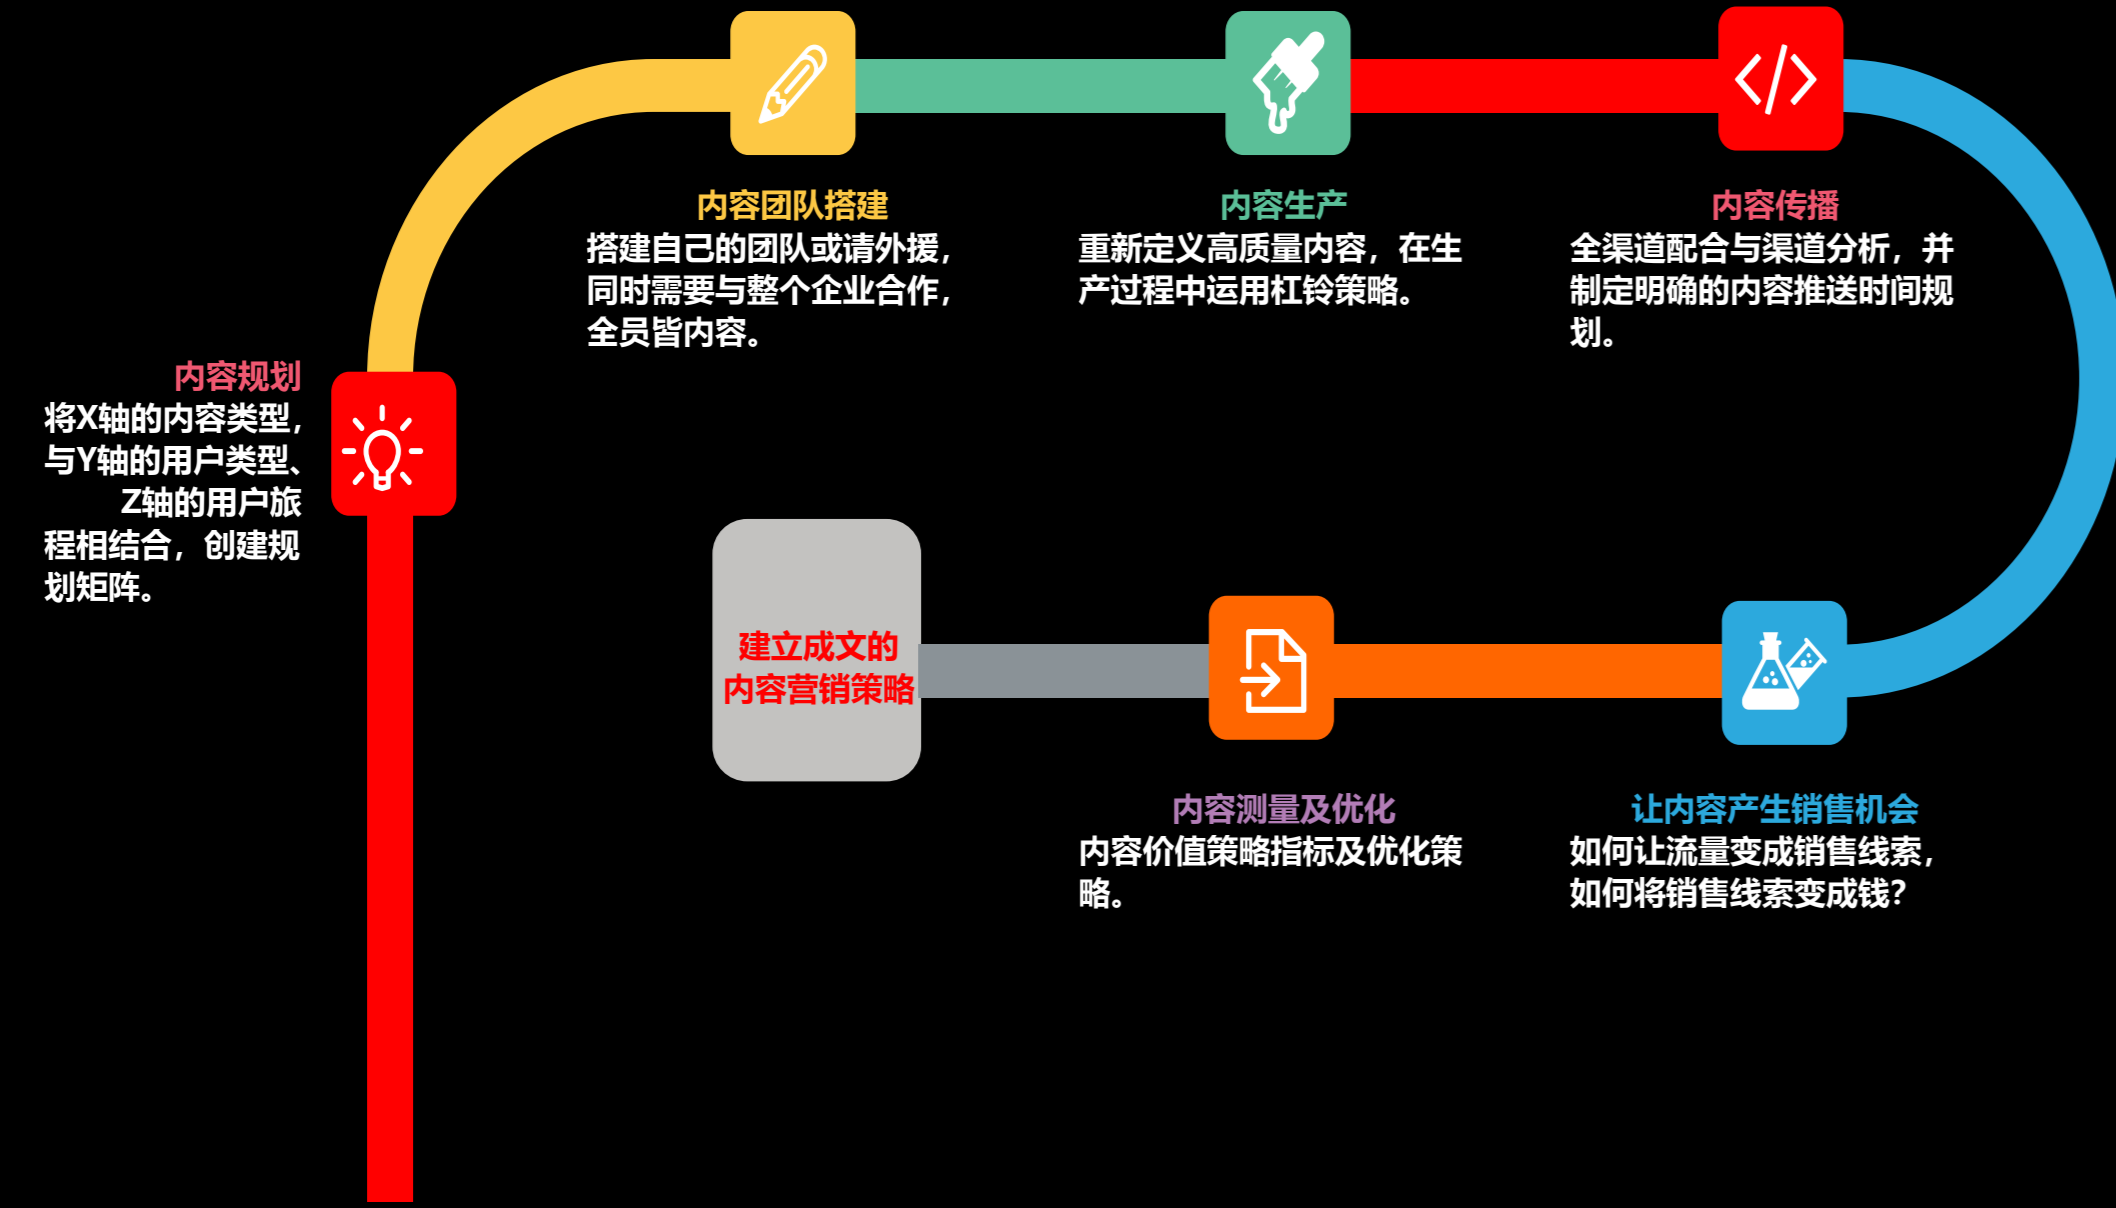 内容规划
将X轴的内容类型,
与Y轴的用户类型、
Z轴的用户旅
程相结合，创建规
划矩阵。
内容团队搭建
搭建自己的团队或请外援，
同时需要与整个企业合作，
全员皆内容。
内容生产
重新定义高质量内容，在生
产过程中运用杠铃策略。
内容传播
全渠道配合与渠道分析，并
制定明确的内容推送时间规
划。
让内容产生销售机会
如何让流量变成销售线索，
如何将销售线索变成钱？
内容测量及优化
内容价值策略指标及优化策
略。
建立成文的
内容营销策略